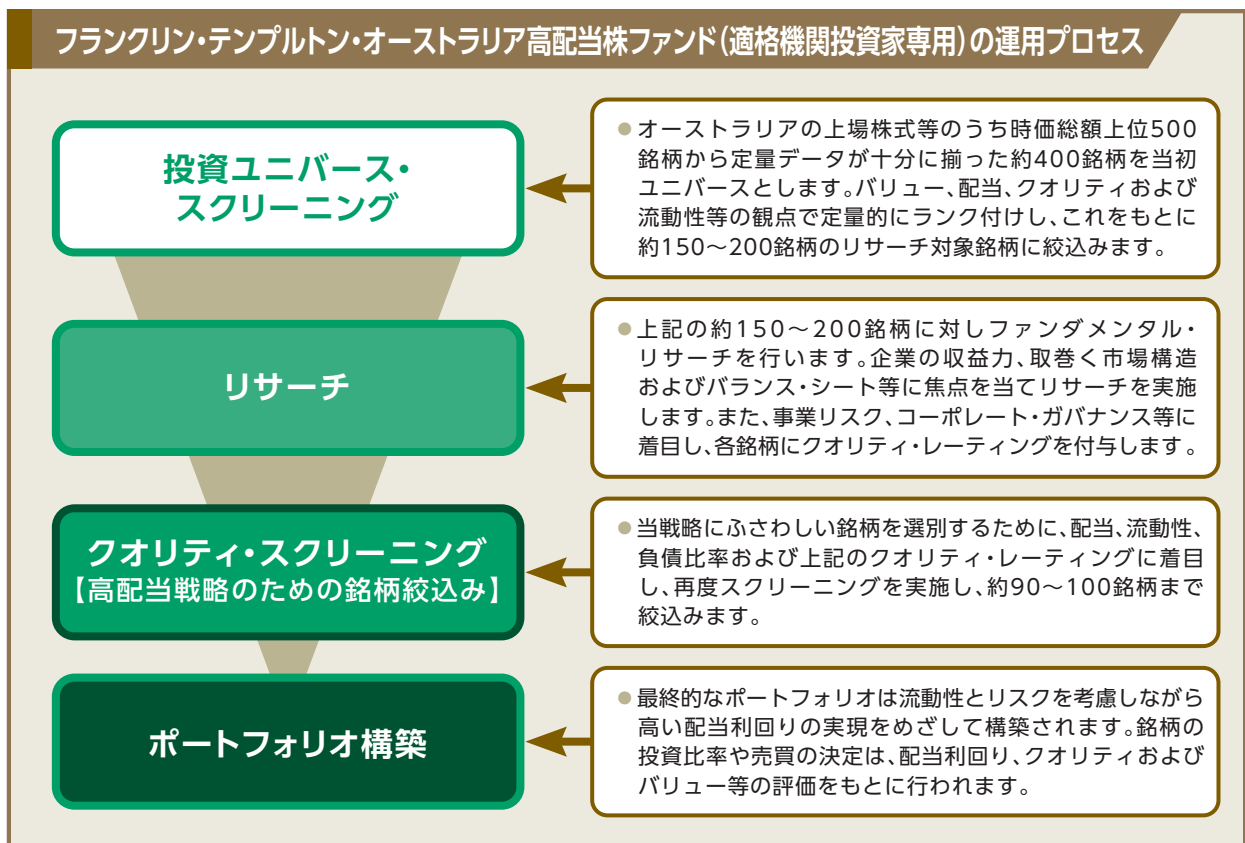 フランクリン・テンプルトン・オーストラリア高配当株ファンド(適格機関投資家専用)の運用プロセス
投資ユニバース・
スクリーニング
●オーストラリアの上場株式等のうち時価総額上位500
銘柄から定量データが十分に揃った約400銘柄を当初
ユニバースとします。バリュー、配当、クオリティおよび
流動性等の観点で定量的にランク付けし、これをもとに
約150～200銘柄のリサーチ対象銘柄に絞込みます。
リサーチ
●上記の約150～200銘柄に対しファンダメンタル・
リサーチを行います。企業の収益力、取巻く市場構造
およびバランス・シート等に焦点を当てリサーチを実施
します。また、事業リスク、コーポレート・ガバナンス等に
着目し、各銘柄にクオリティ・レーティングを付与します。
クオリティ・スクリーニング
【高配当戦略のための銘柄絞込み】
●当戦略にふさわしい銘柄を選別するために、配当、流動性、
負債比率および上記のクオリティ・レーティングに着目
し、再度スクリーニングを実施し、約90～100銘柄まで
絞込みます。
ポートフォリオ構築
●最終的なポートフォリオは流動性とリスクを考慮しながら
高い配当利回りの実現をめざして構築されます。銘柄の
投資比率や売買の決定は、配当利回り、クオリティおよび
バリュー等の評価をもとに行われます。